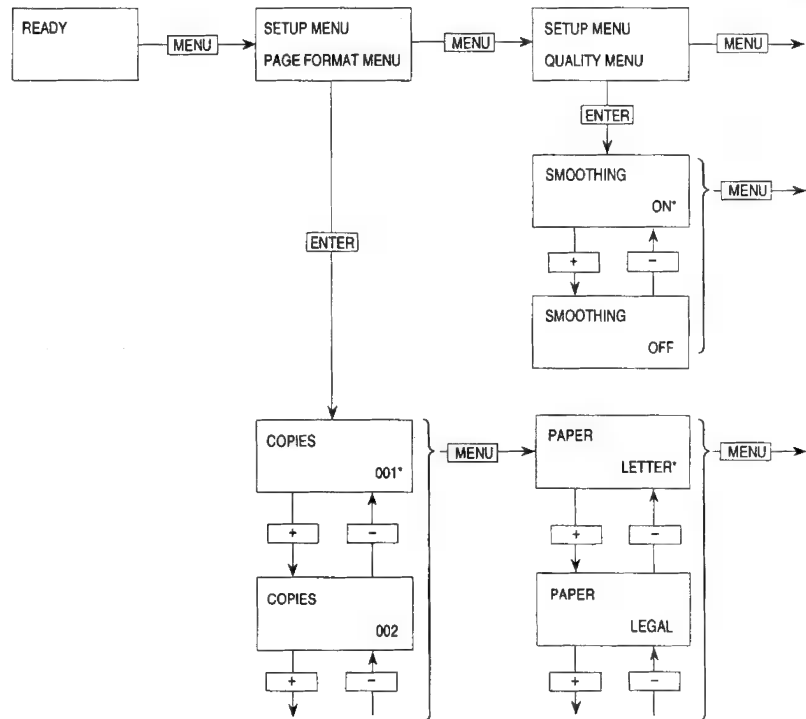 READY
MENU
SETUP MENU
PAGE FORMAT MENU
MENU
SETUP MENU
QUALITY MENU
MENU
ENTER
SMOOTHING
ON*
MENU
+
-
SMOOTHING
OFF
ENTER
COPIES
001*
MENU
PAPER
LETTER*
MENU
+
-
+
-
COPIES
002
PAPER
LEGAL
+
-
+
-